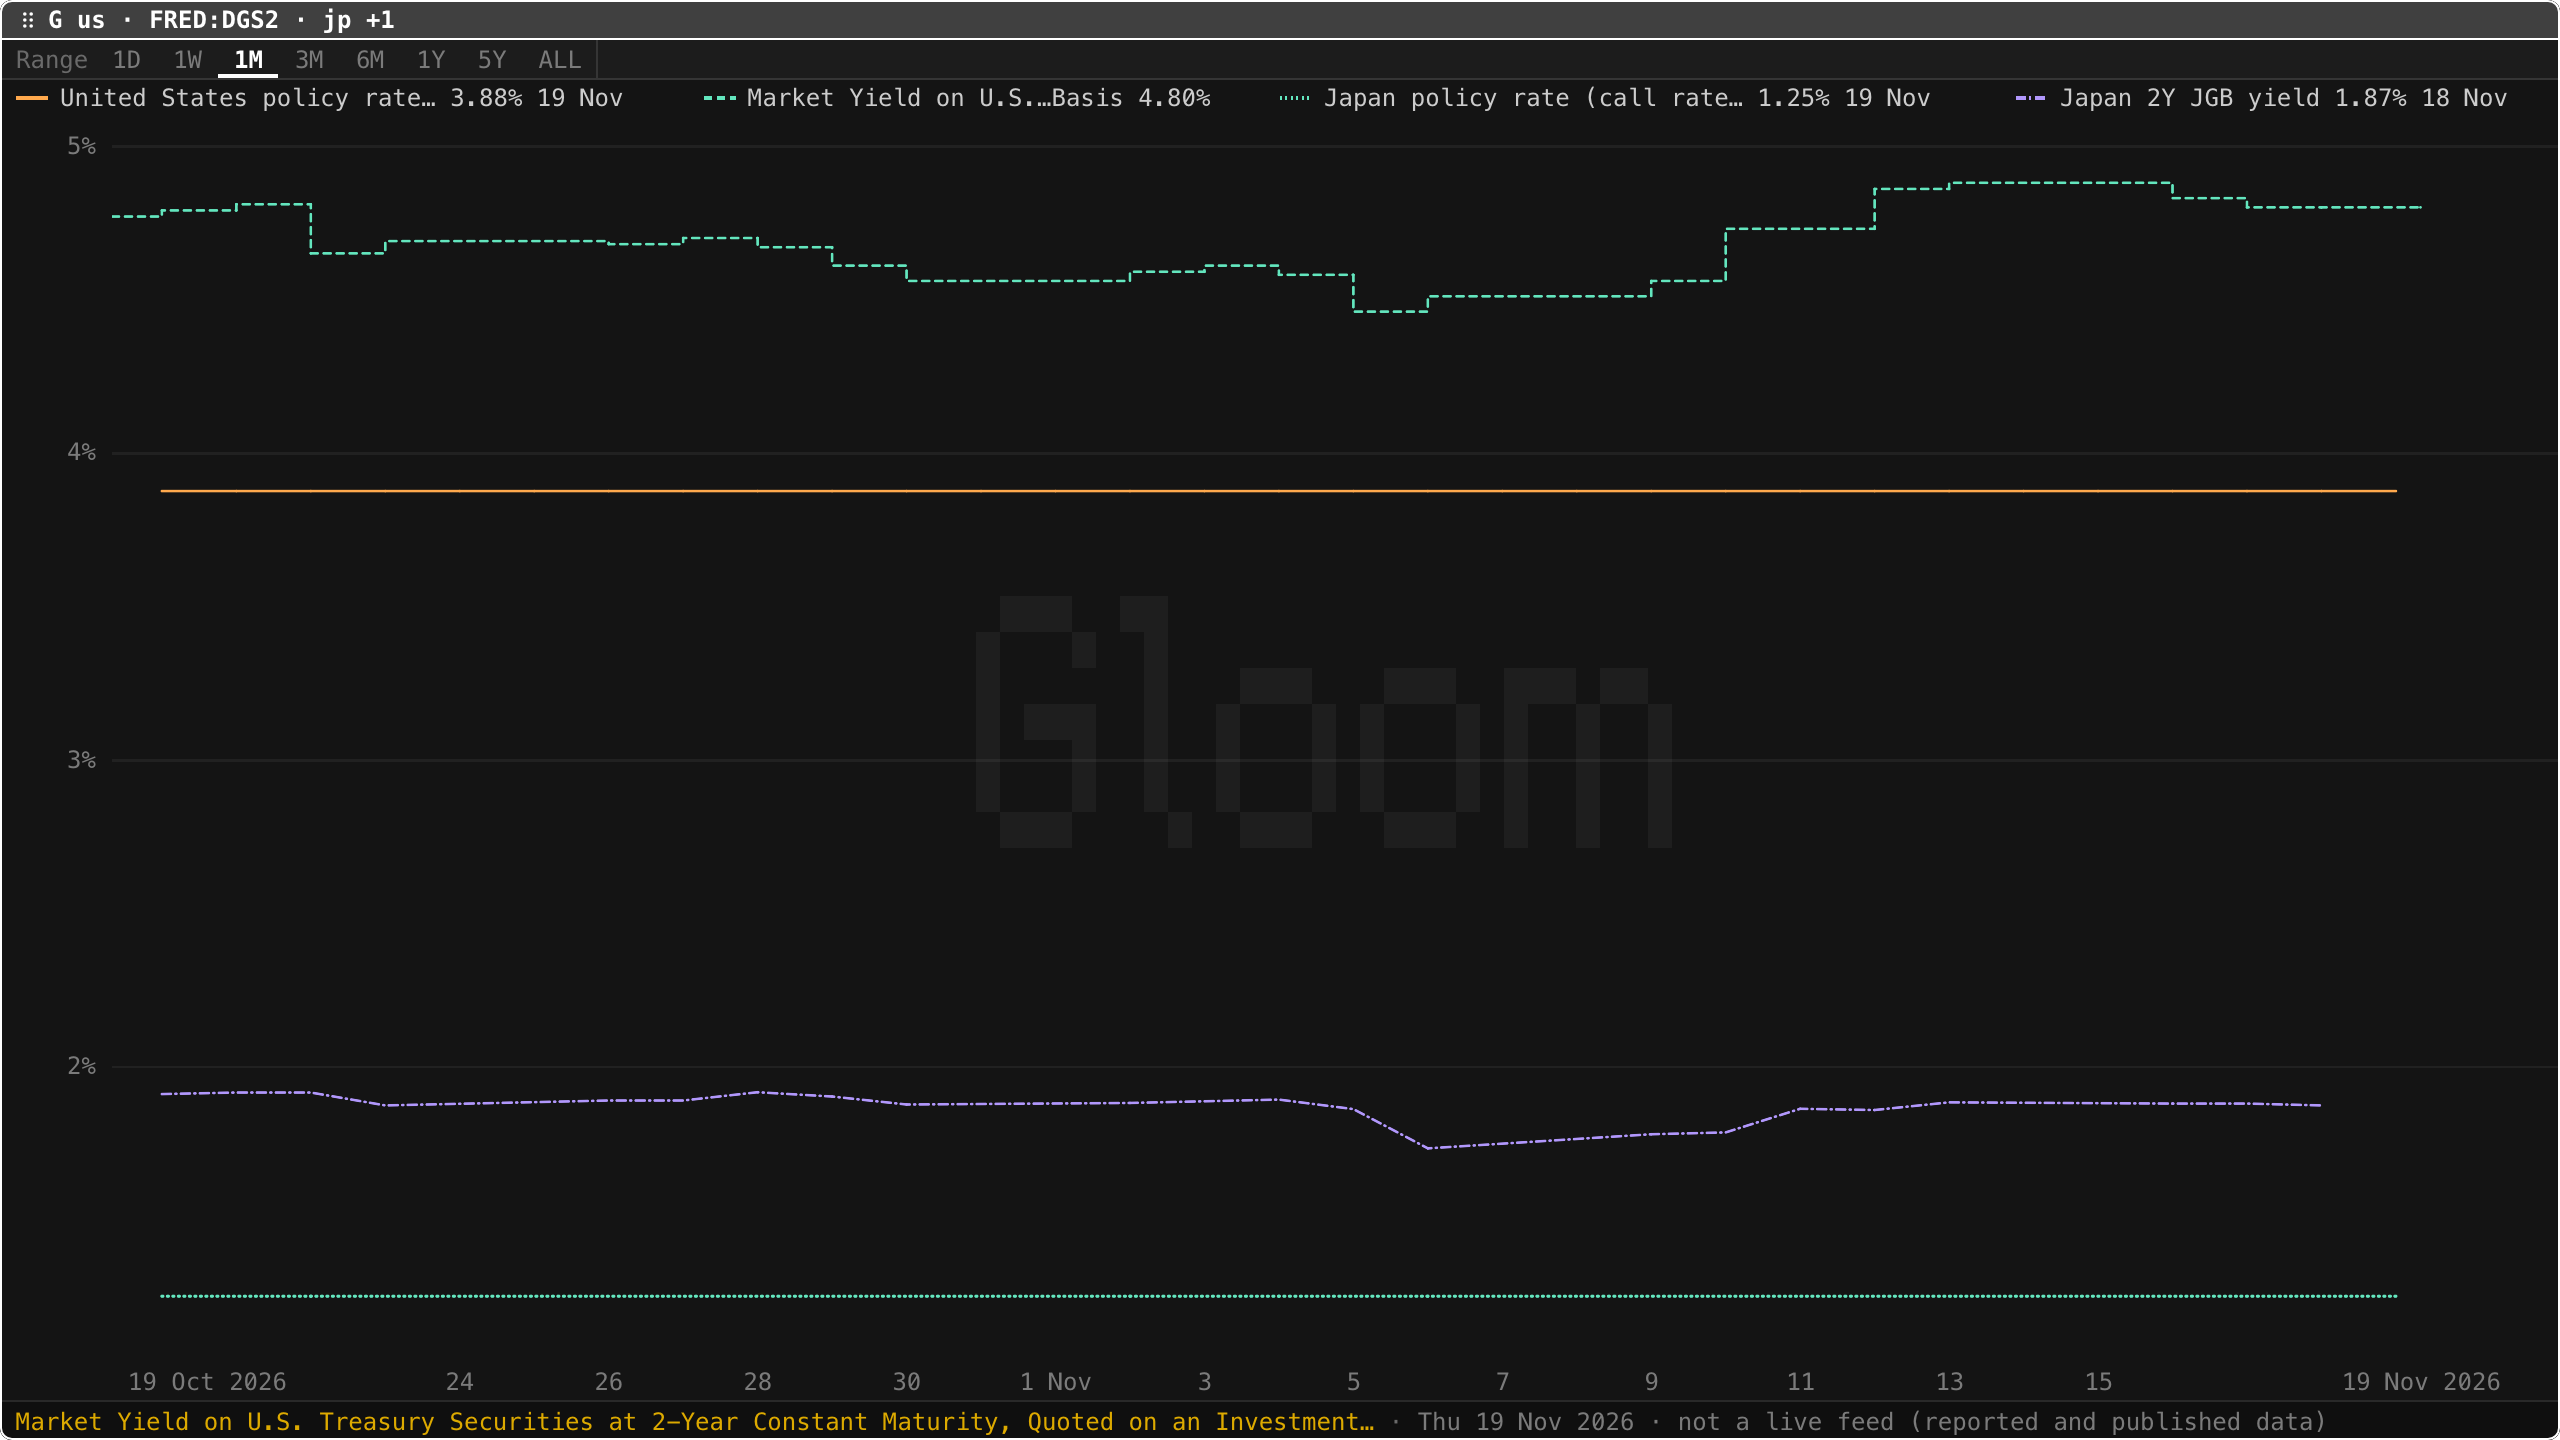 ⠿ G us · FRED:DGS2 · jp +1
Range 1D 1W 1M 3M 6M 1Y 5Y ALL
United States policy rate… 3.88% 19 Nov Market Yield on U.S.…Basis 4.80% Japan policy rate (call rate… 1.25% 19 Nov Japan 2Y JGB yield 1.87% 18 Nov
5%
4%
3%
2%
Gloom
19 Oct 2026 24 26 28 30 1 Nov 3 5 7 9 11 13 15 19 Nov 2026
Market Yield on U.S. Treasury Securities at 2-Year Constant Maturity, Quoted on an Investment… · Thu 19 Nov 2026 · not a live feed (reported and published data)